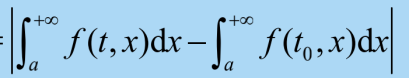 =|∫_a^{+∞} f(t,x)dx − ∫_a^{+∞} f(t₀,x)dx|